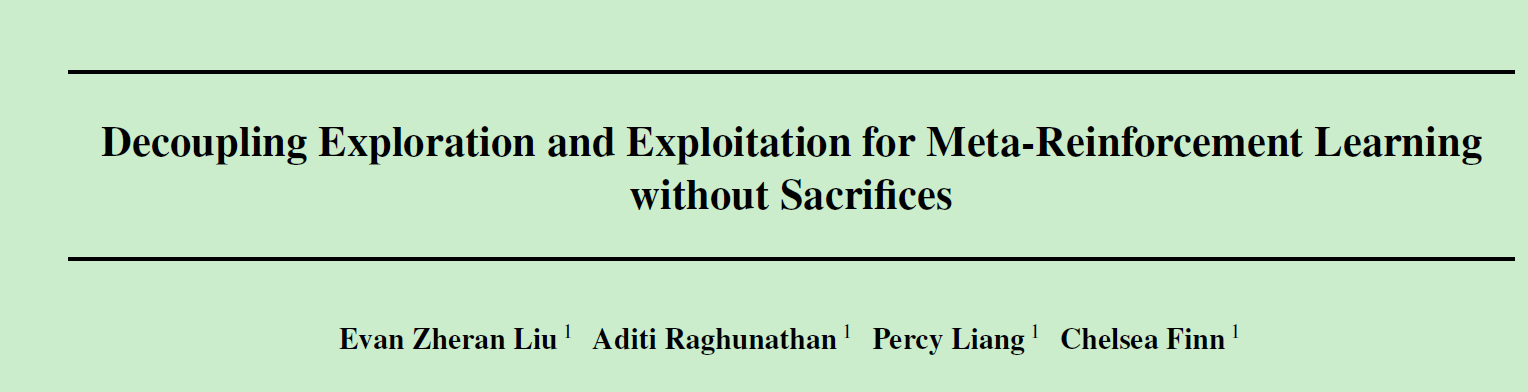 Decoupling Exploration and Exploitation for Meta-Reinforcement Learning
without Sacrifices
Evan Zheran Liu 1 Aditi Raghunathan 1 Percy Liang 1 Chelsea Finn 1